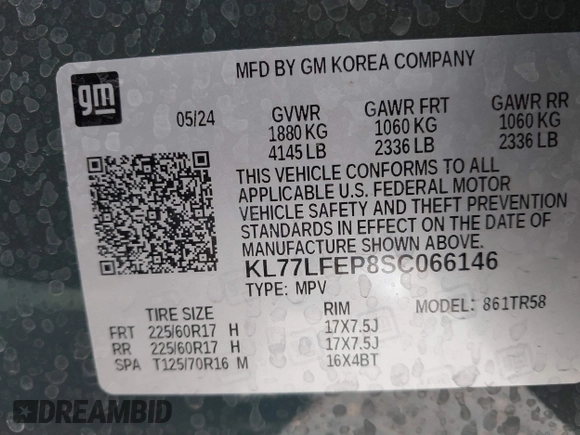 MFD BY GM KOREA COMPANY
gm
05/24 GVWR GAWR FRT GAWR RR
1880 KG 1060 KG 1060 KG
4145 LB 2336 LB 2336 LB
THIS VEHICLE CONFORMS TO ALL
APPLICABLE U.S. FEDERAL MOTOR
VEHICLE SAFETY AND THEFT PREVENTION
STANDARDS IN EFFECT ON THE DATE OF
MANUFACTURE SHOWN ABOVE.
KL77LFEP8SC066146
TYPE: MPV MODEL: 861TR58
TIRE SIZE RIM
FRT 225/60R17 H 17X7.5J
RR 225/60R17 H 17X7.5J
SPA T125/70R16 M 16X4BT
DREAMBID